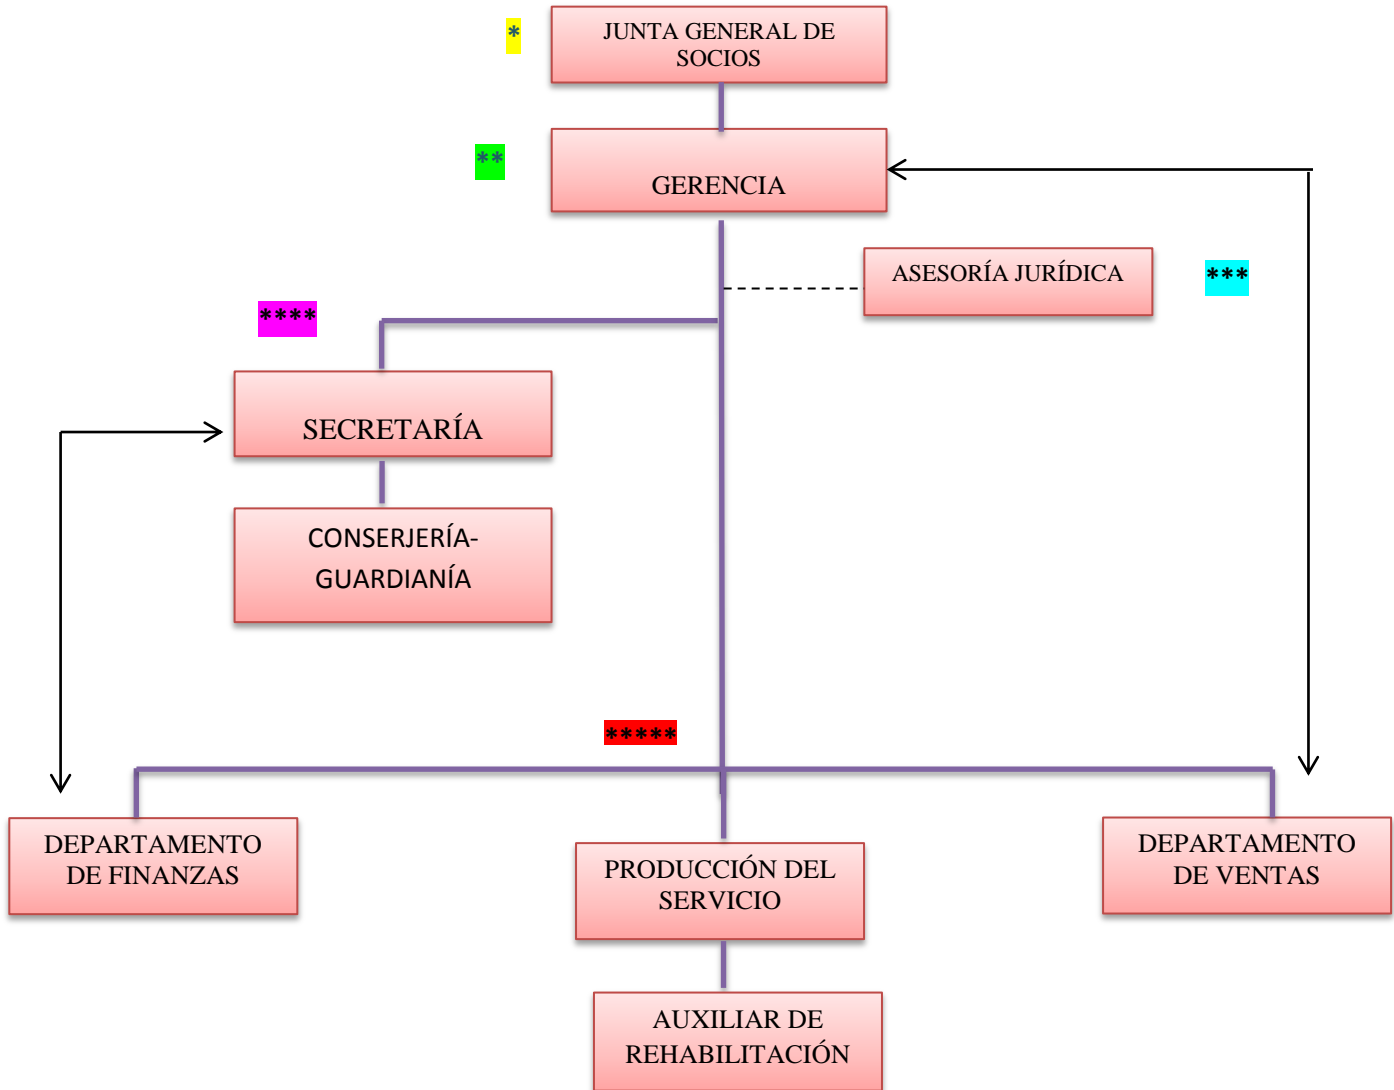 *
JUNTA GENERAL DE
SOCIOS
**
GERENCIA
ASESORÍA JURÍDICA
***
****
SECRETARÍA
CONSERJERÍA-
GUARDIANÍA
*****
DEPARTAMENTO
DE FINANZAS
PRODUCCIÓN DEL
SERVICIO
DEPARTAMENTO
DE VENTAS
AUXILIAR DE
REHABILITACIÓN